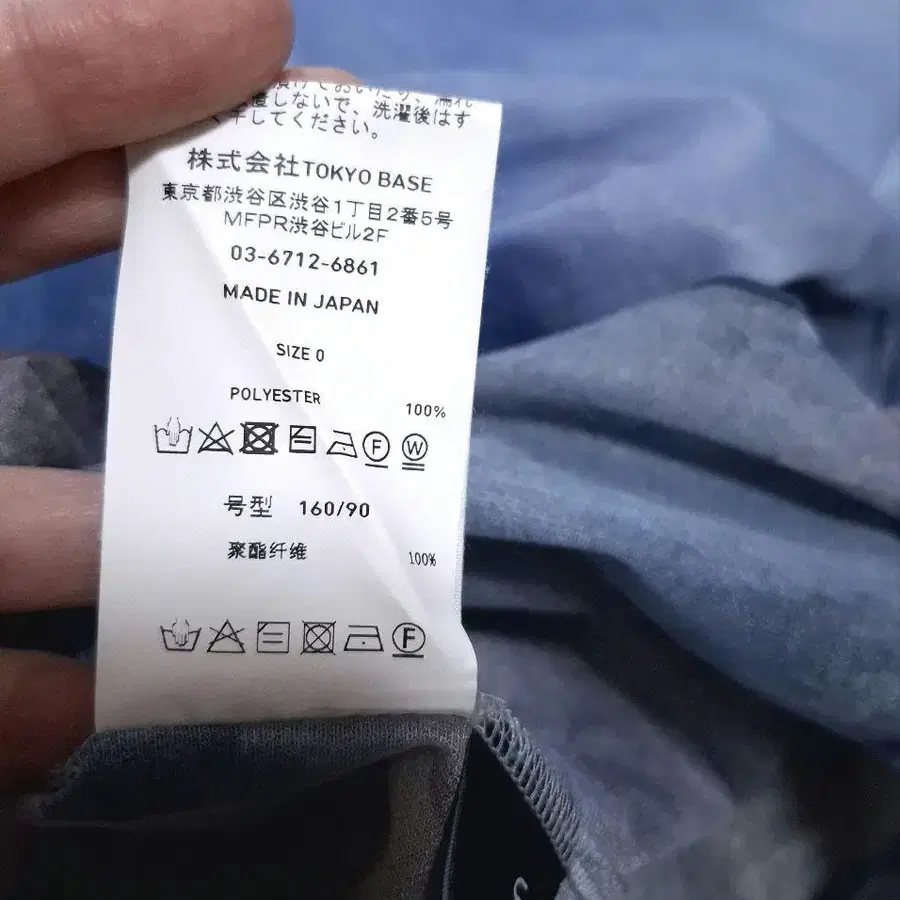 しないで、洗濯後はす
干してください。
株式会社TOKYO BASE
東京都渋谷区渋谷1丁目2番5号
MFPR渋谷ビル2F
03-6712-6861
MADE IN JAPAN
SIZE 0
POLYESTER 100%
F W
号型 160/90
聚酯纤维 100%
F